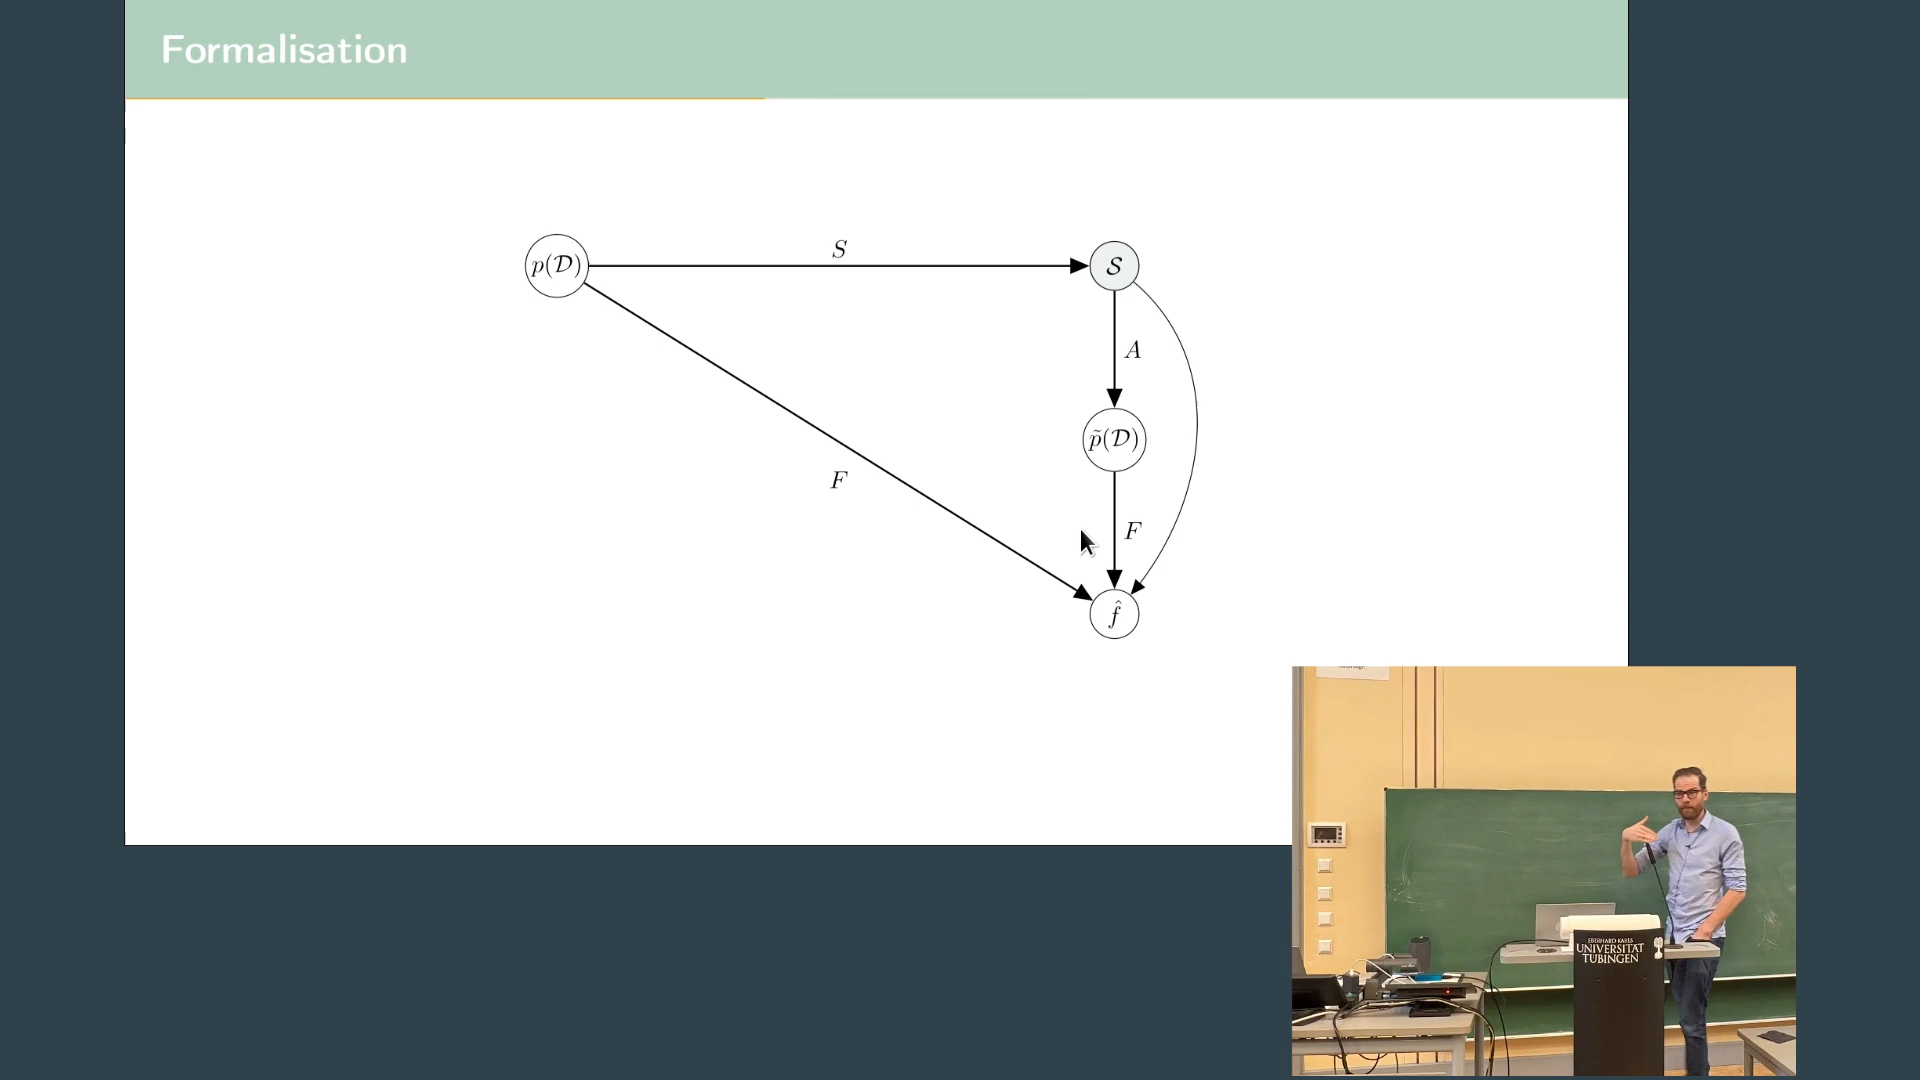 Formalisation
S
p(𝒟)
𝒮
A
p̃(𝒟)
F
F
f̂
EBERHARD KARLS
UNIVERSITÄT
TÜBINGEN